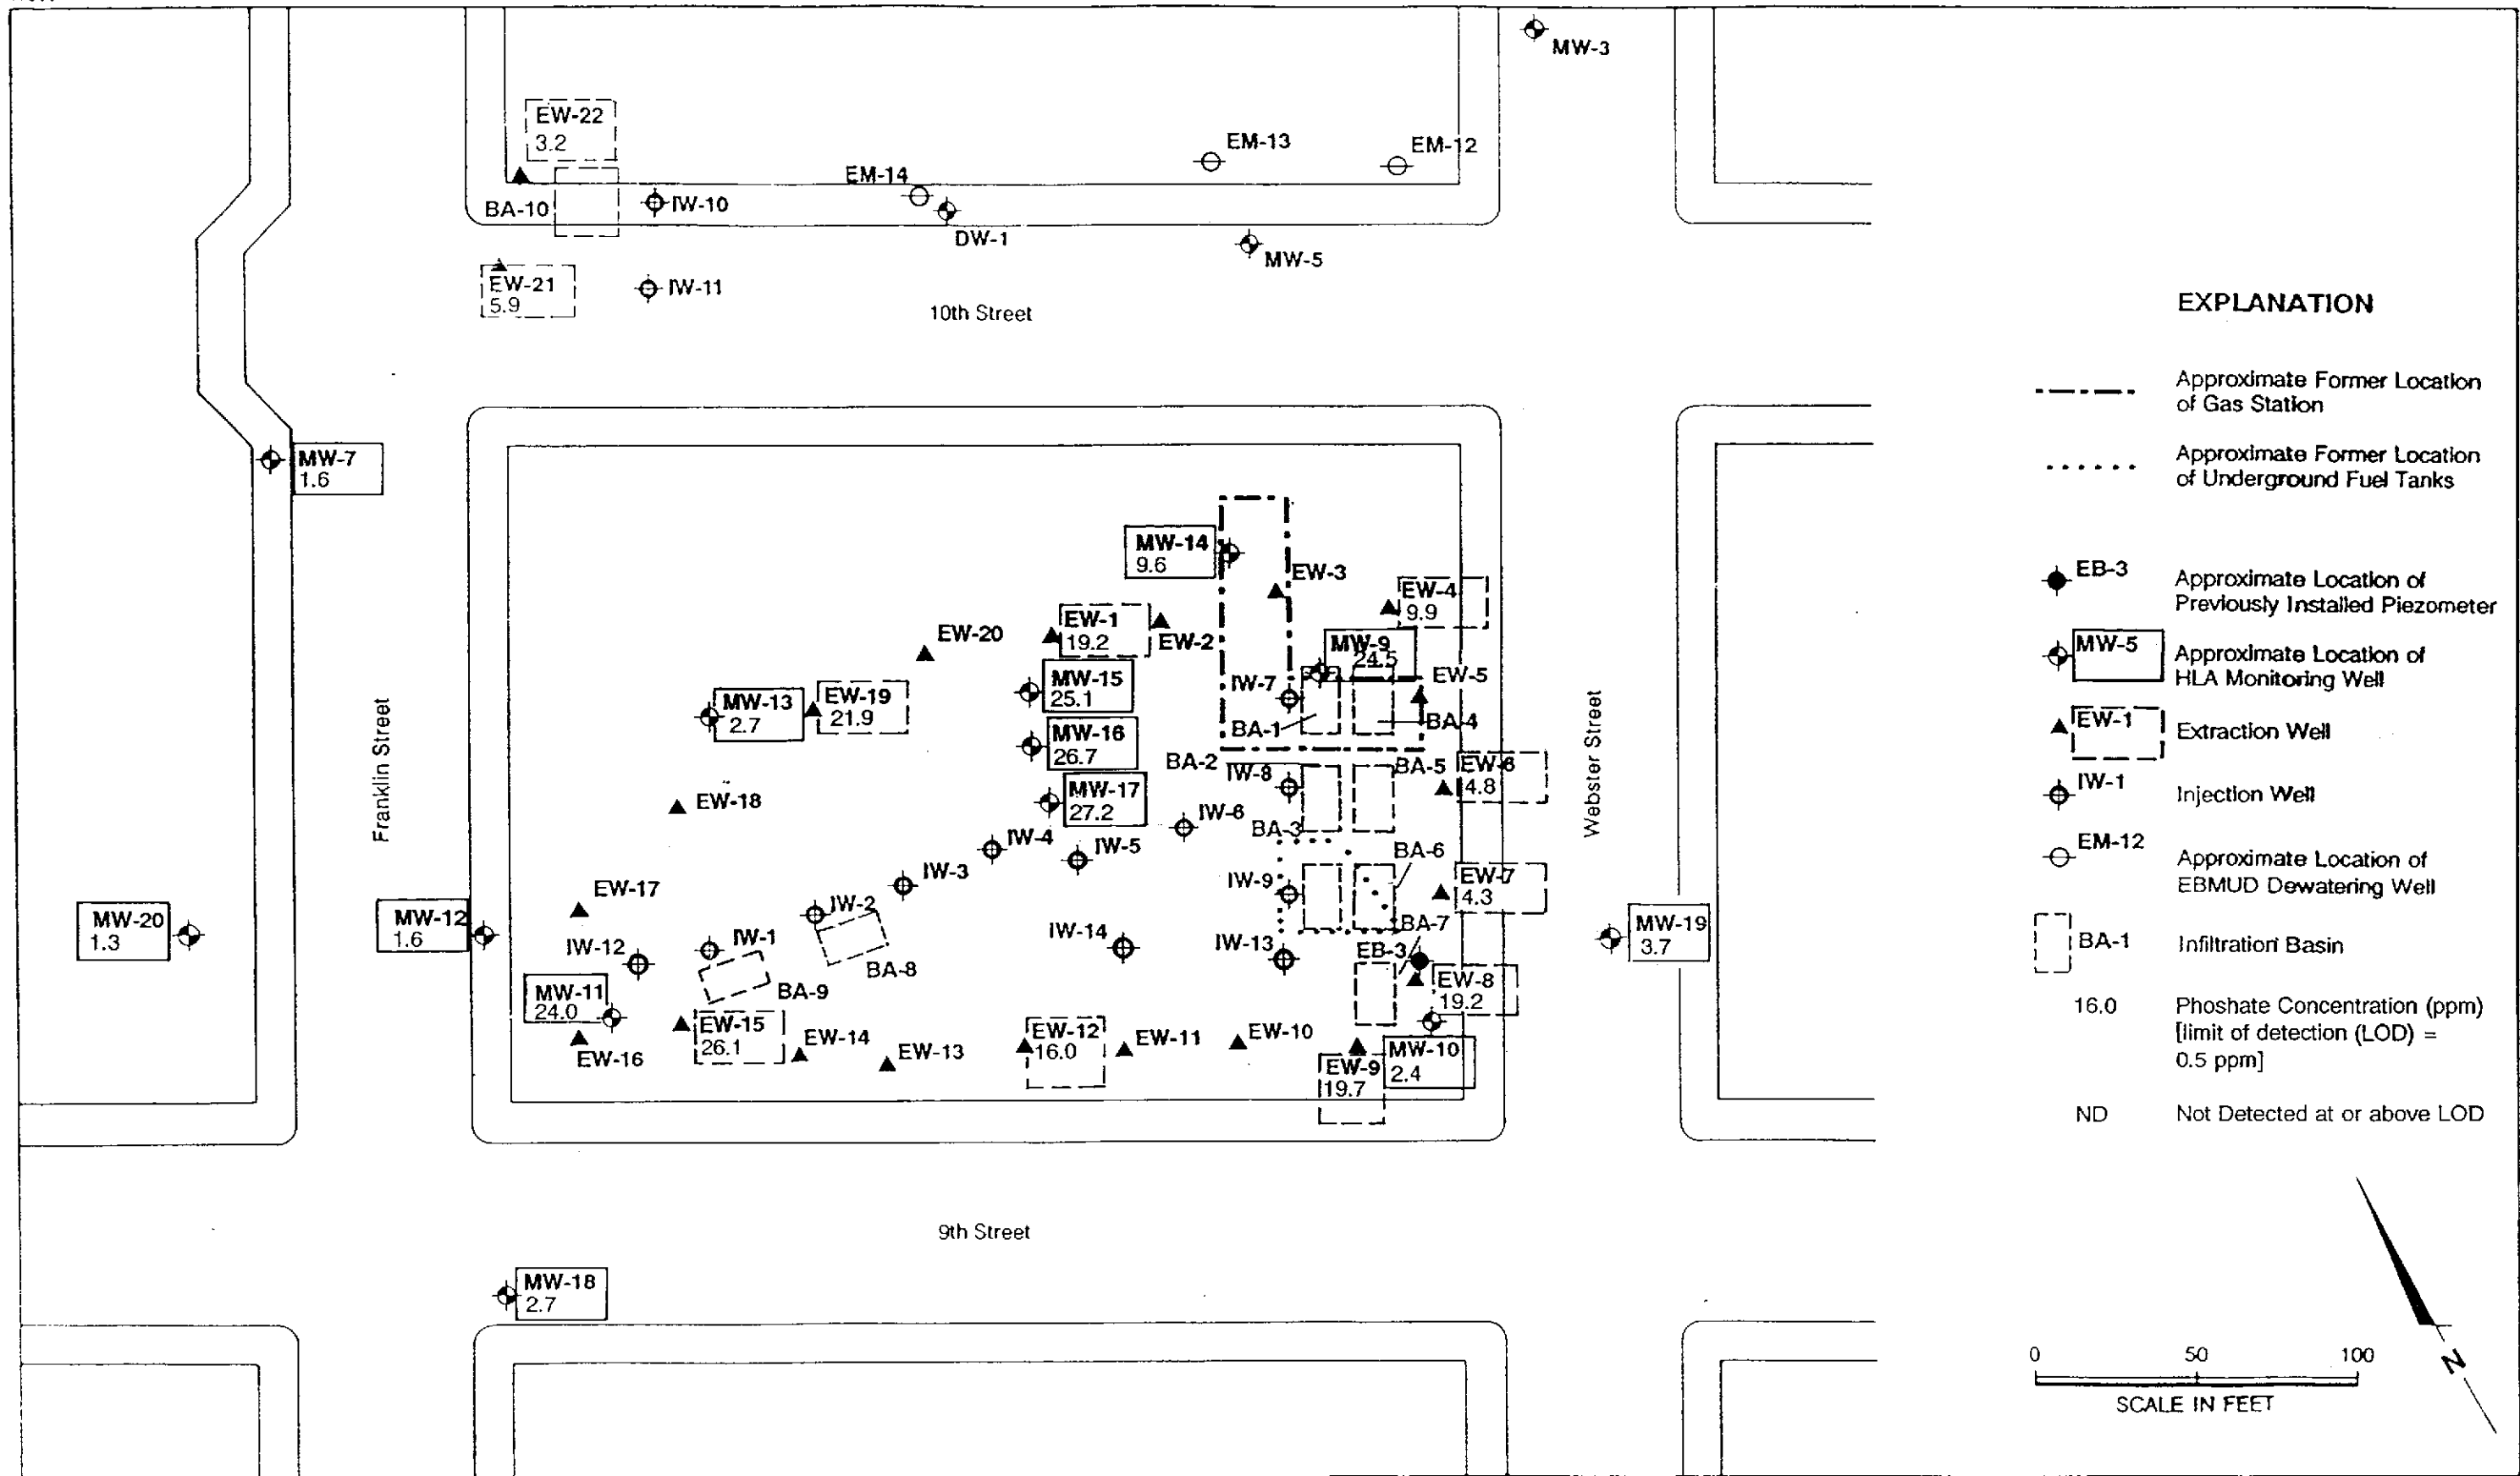 MW-3
EW-22
3.2
EM-13
EM-12
EM-14
BA-10
IW-10
DW-1
MW-5
EW-21
5.9
IW-11
10th Street
MW-7
1.6
MW-14
9.6
EW-3
EW-4
9.9
EW-1
19.2
EW-2
EW-20
MW-9
24.5
MW-15
25.1
IW-7
EW-5
MW-13
2.7
EW-19
21.9
BA-1
BA-4
MW-16
26.7
BA-2
IW-8
BA-5
EW-6
4.8
MW-17
27.2
EW-18
IW-6
BA-3
IW-4
IW-5
BA-6
IW-3
IW-9
EW-7
4.3
EW-17
IW-2
BA-7
MW-20
1.3
MW-12
1.6
IW-12
IW-1
IW-14
IW-13
EB-3
MW-19
3.7
BA-8
BA-9
EW-8
19.2
MW-11
24.0
EW-16
EW-15
26.1
EW-14
EW-13
EW-12
16.0
EW-11
EW-10
EW-9
19.7
MW-10
2.4
Franklin Street
Webster Street
9th Street
MW-18
2.7
EXPLANATION
Approximate Former Location
of Gas Station
Approximate Former Location
of Underground Fuel Tanks
EB-3
Approximate Location of
Previously Installed Piezometer
MW-5
Approximate Location of
HLA Monitoring Well
EW-1
Extraction Well
IW-1
Injection Well
EM-12
Approximate Location of
EBMUD Dewatering Well
BA-1
Infiltration Basin
16.0
Phoshate Concentration (ppm)
[limit of detection (LOD) =
0.5 ppm]
ND
Not Detected at or above LOD
N
0 50 100
SCALE IN FEET